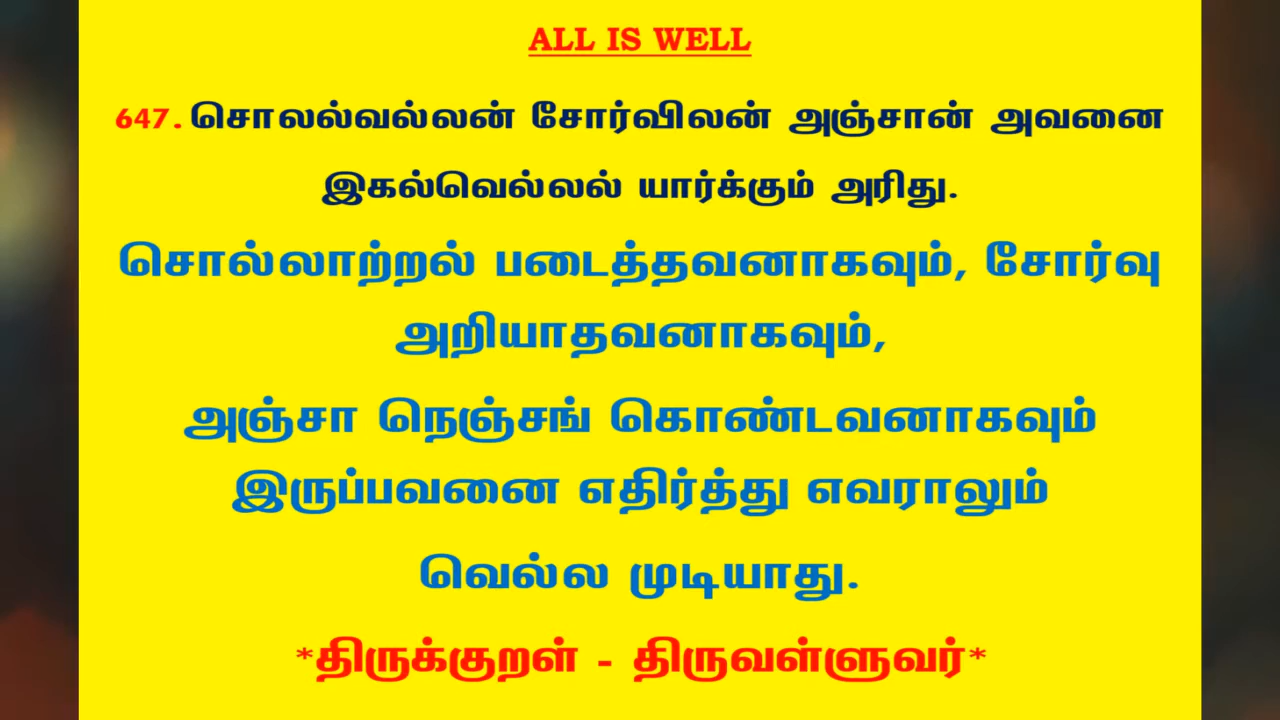 ALL IS WELL
647. சொலல்வல்லன் சோர்விலன் அஞ்சான் அவனை
இகல்வெல்லல் யார்க்கும் அரிது.
சொல்லாற்றல் படைத்தவனாகவும், சோர்வு
அறியாதவனாகவும்,
அஞ்சா நெஞ்சங் கொண்டவனாகவும்
இருப்பவனை எதிர்த்து எவராலும்
வெல்ல முடியாது.
*திருக்குறள் - திருவள்ளுவர்*